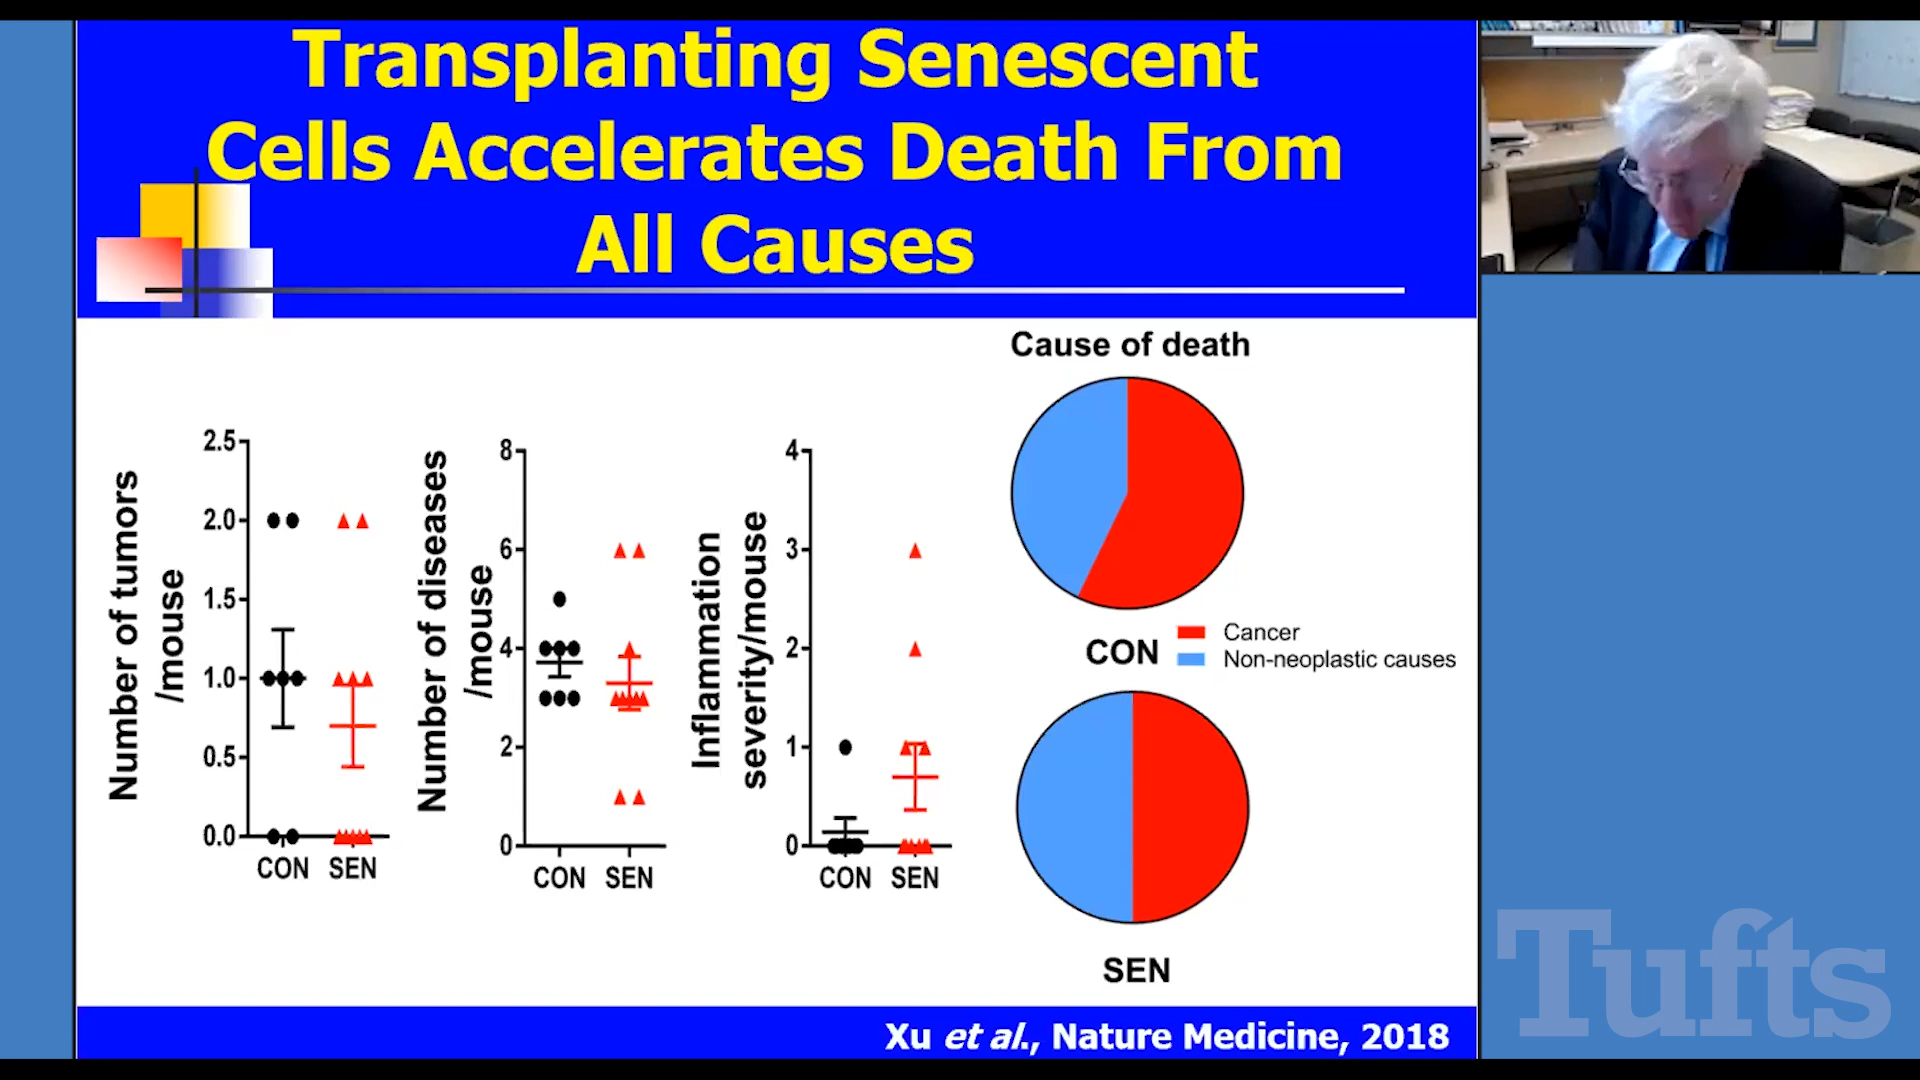 Transplanting Senescent
Cells Accelerates Death From
All Causes
Number of tumors
/mouse
2.5
2.0
1.5
1.0
0.5
0.0
CON SEN
Number of diseases
/mouse
8
6
4
2
0
CON SEN
Inflammation
severity/mouse
4
3
2
1
0
CON SEN
Cause of death
CON
Cancer
Non-neoplastic causes
SEN
Xu et al., Nature Medicine, 2018
Tufts